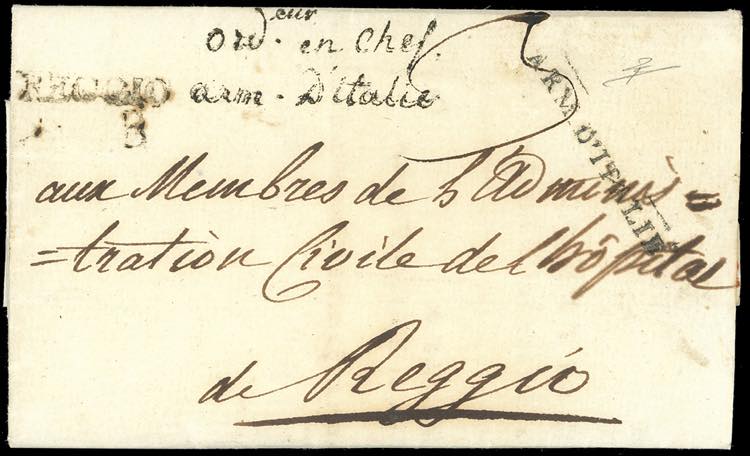 Ord.eur en Chef.
arm. D'italie
REGGIO
B
3
ARM. D'ITALIE
aux Membres de l'Adminis=
=tration Civile de l'hôpital
de Reggio